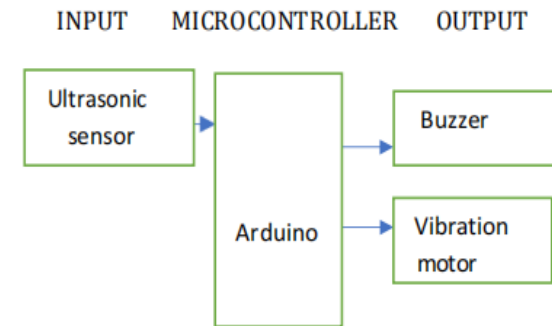 INPUT MICROCONTROLLER OUTPUT
Ultrasonic
sensor
Arduino
Buzzer
Vibration
motor